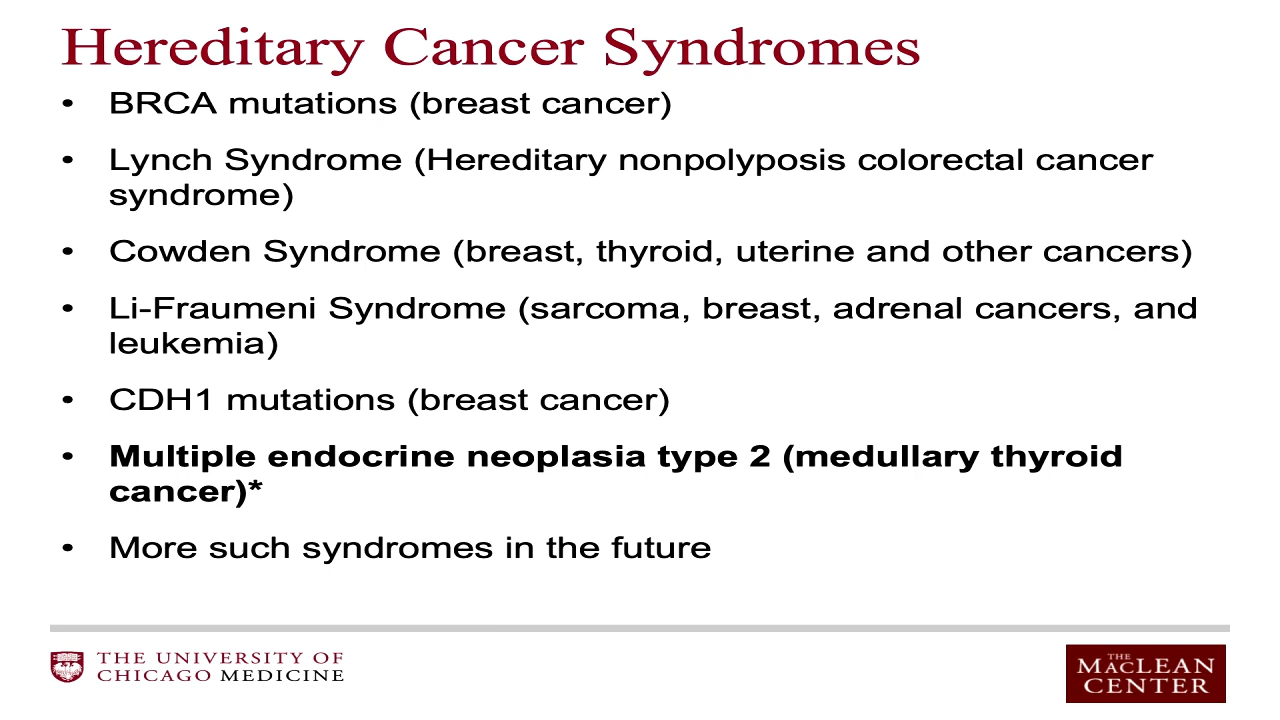 Hereditary Cancer Syndromes
• BRCA mutations (breast cancer)
• Lynch Syndrome (Hereditary nonpolyposis colorectal cancer
syndrome)
• Cowden Syndrome (breast, thyroid, uterine and other cancers)
• Li-Fraumeni Syndrome (sarcoma, breast, adrenal cancers, and
leukemia)
• CDH1 mutations (breast cancer)
• Multiple endocrine neoplasia type 2 (medullary thyroid
cancer)*
• More such syndromes in the future
THE UNIVERSITY OF
CHICAGO MEDICINE
THE
MACLEAN
CENTER